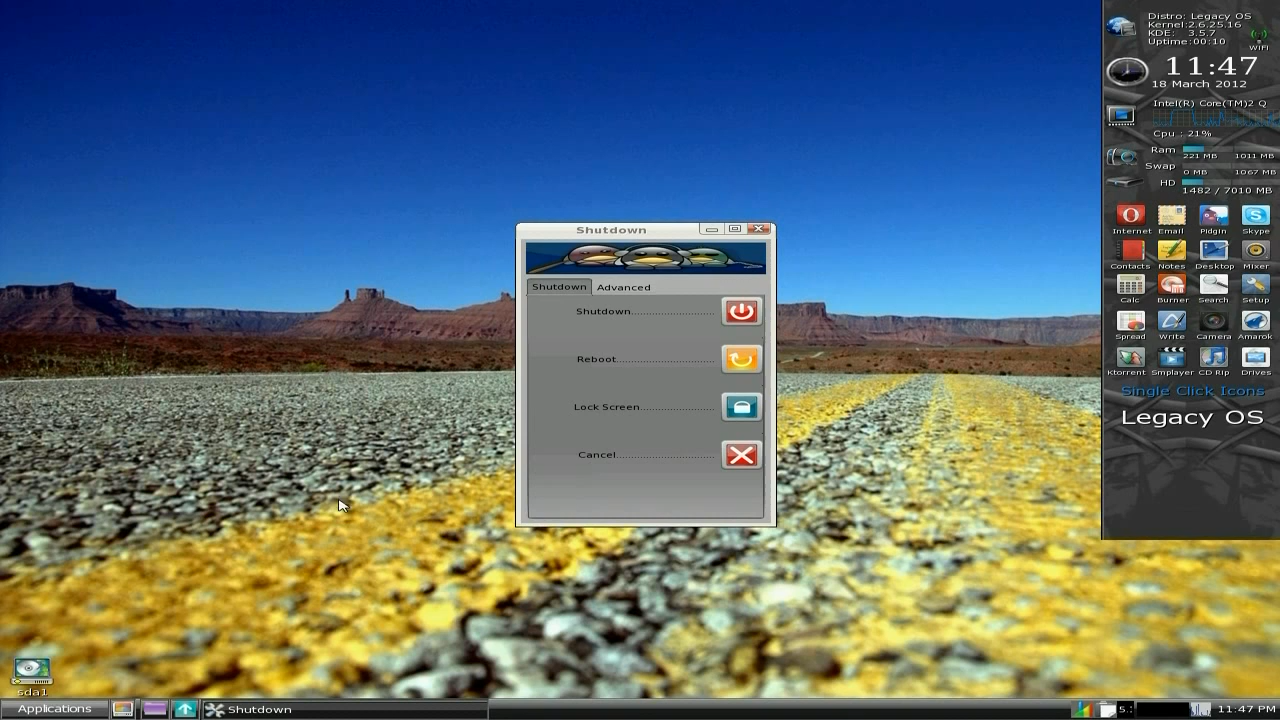 Distro: Legacy OS
Kernel:2.6.25.16
KDE: 3.5.7
Uptime:00:10
WIFI
11:47
18 March 2012
Intel(R) Core(TM)2 Q
Cpu : 21%
Ram
221 MB 1011 MB
Swap
0 MB 1067 MB
HD
1482 / 7010 MB
Internet Email Pidgin Skype
Contacts Notes Desktop Mixer
Calc Burner Search Setup
Spread Write Camera Amarok
Ktorrent Smplayer CD Rip Drives
Single Click Icons
Legacy OS
Shutdown
Shutdown Advanced
Shutdown
Reboot
Lock Screen
Cancel
sda1
Applications Shutdown 5.: 11:47 PM